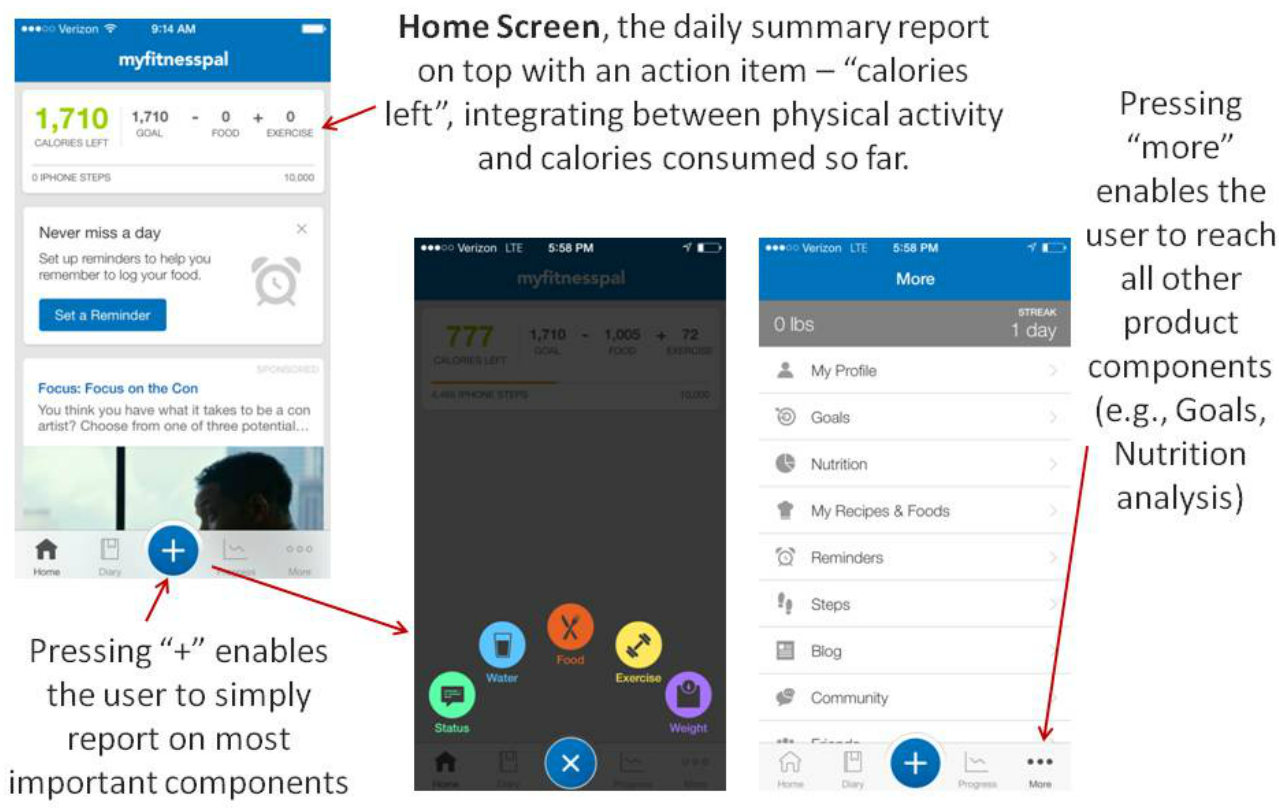 Home Screen, the daily summary report
on top with an action item – “calories
left”, integrating between physical activity
and calories consumed so far.
Verizon 9:14 AM
myfitnesspal
1,710 1,710 - 0 + 0
CALORIES LEFT GOAL FOOD EXERCISE
0 IPHONE STEPS 10,000
Never miss a day
Set up reminders to help you
remember to log your food.
Set a Reminder
SPONSORED
Focus: Focus on the Con
You think you have what it takes to be a con
artist? Choose from one of three potential...
Home Diary Progress More
Pressing “+” enables
the user to simply
report on most
important components
Verizon LTE 5:58 PM
myfitnesspal
777 1,710 - 1,005 + 72
CALORIES LEFT GOAL FOOD EXERCISE
IPHONE STEPS 10,000
Food
Water Exercise
Status Weight
Home Diary Progress More
Verizon LTE 5:58 PM
More
STREAK
0 lbs 1 day
My Profile
Goals
Nutrition
My Recipes & Foods
Reminders
Steps
Blog
Community
Friends
Home Diary Progress More
Pressing
“more”
enables the
user to reach
all other
product
components
(e.g., Goals,
Nutrition
analysis)